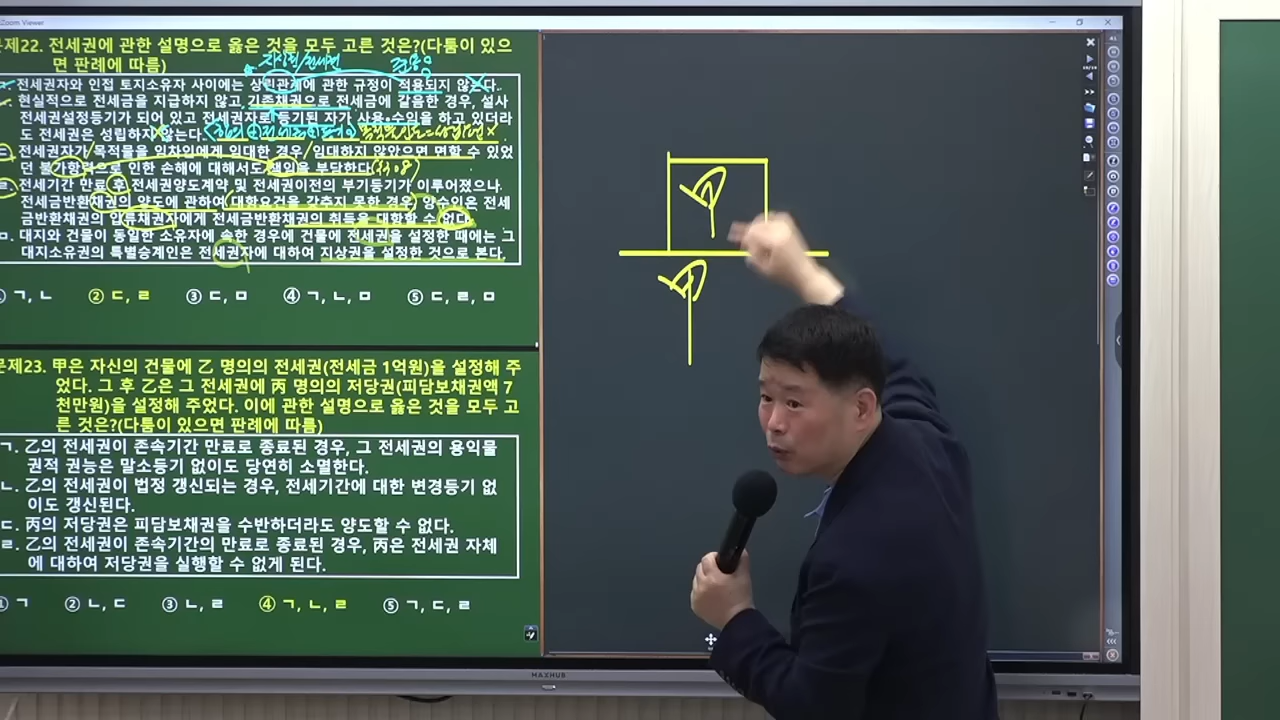 Zoom Viewer
문제22. 전세권에 관한 설명으로 옳은 것을 모두 고른 것은?(다툼이 있으
면 판례에 따름)
전세권자와 인접 토지소유자 사이에는 상린관계에 관한 규정이 적용되지 않는다.
현실적으로 전세금을 지급하지 않고 기존채권으로 전세금에 갈음한 경우, 설사
전세권설정등기가 되어 있고 전세권자로 등기된 자가 사용·수익을 하고 있더라
도 전세권은 성립하지 않는다.
ㄷ. 전세권자가 목적물을 임차인에게 임대한 경우, 임대하지 않았으면 면할 수 있었
던 불가항력으로 인한 손해에 대해서도 책임을 부담한다.
ㄹ. 전세기간 만료 후 전세권양도계약 및 전세권이전의 부기등기가 이루어졌으나
전세금반환채권의 양도에 관하여 대항요건을 갖추지 못한 경우, 양수인은 전세
금반환채권의 압류채권자에게 전세금반환채권의 취득을 대항할 수 없다.
ㅁ. 대지와 건물이 동일한 소유자에 속한 경우에 건물에 전세권을 설정한 때에는 그
대지소유권의 특별승계인은 전세권자에 대하여 지상권을 설정한 것으로 본다.
① ㄱ, ㄴ ② ㄷ, ㄹ ③ ㄷ, ㅁ ④ ㄱ, ㄴ, ㅁ ⑤ ㄷ, ㄹ, ㅁ
문제23. 甲은 자신의 건물에 乙 명의의 전세권(전세금 1억원)을 설정해 주
었다. 그 후 乙은 그 전세권에 丙 명의의 저당권(피담보채권액 7
천만원)을 설정해 주었다. 이에 관한 설명으로 옳은 것을 모두 고
른 것은?(다툼이 있으면 판례에 따름)
ㄱ. 乙의 전세권이 존속기간 만료로 종료된 경우, 그 전세권의 용익물
권적 권능은 말소등기 없이도 당연히 소멸한다.
ㄴ. 乙의 전세권이 법정 갱신되는 경우, 전세기간에 대한 변경등기 없
이도 갱신된다.
ㄷ. 丙의 저당권은 피담보채권을 수반하더라도 양도할 수 없다.
ㄹ. 乙의 전세권이 존속기간의 만료로 종료된 경우, 丙은 전세권 자체
에 대하여 저당권을 실행할 수 없게 된다.
① ㄱ ② ㄴ, ㄷ ③ ㄴ, ㄹ ④ ㄱ, ㄴ, ㄹ ⑤ ㄱ, ㄷ, ㄹ
MAXHUB